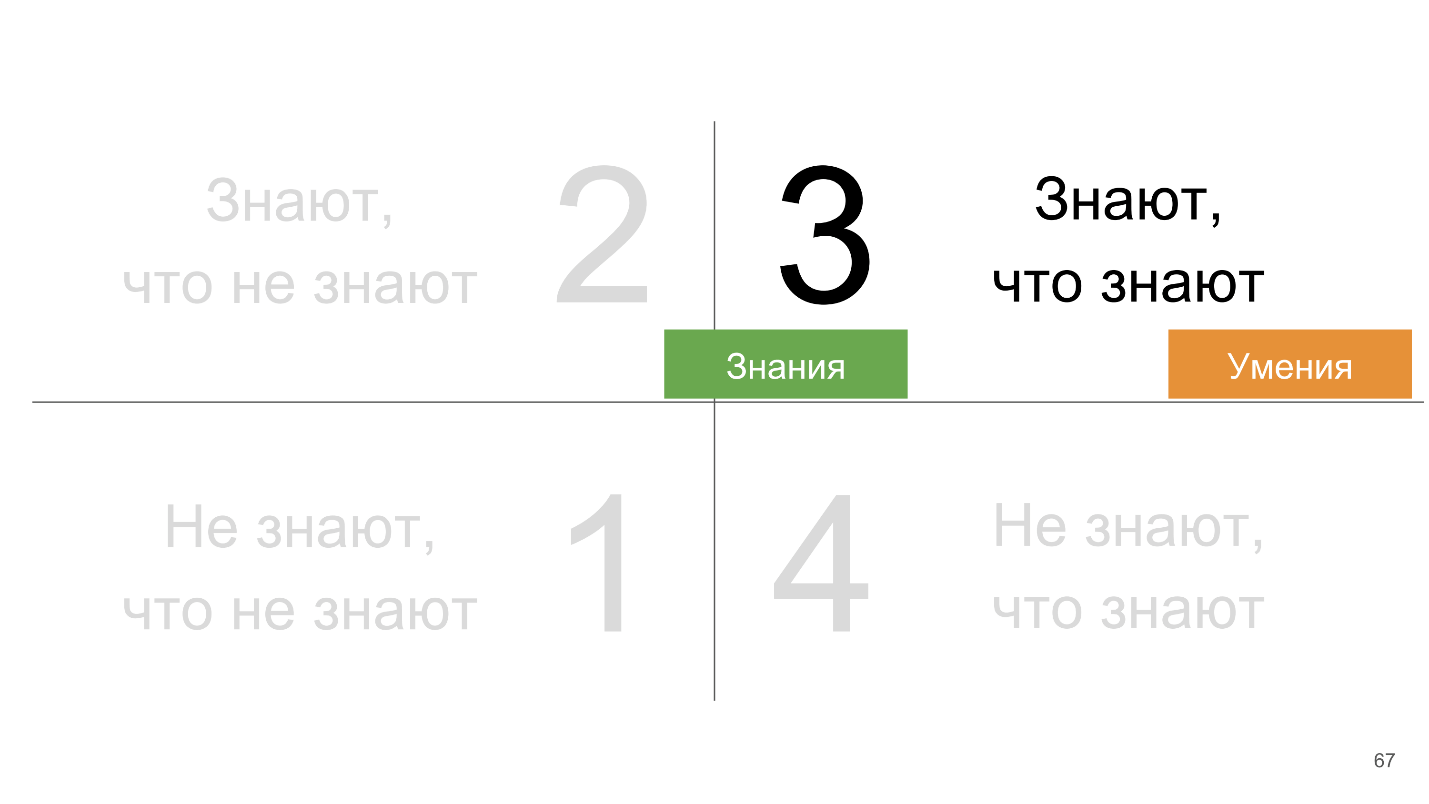 Знают,
что не знают
2
3
Знают,
что знают
Знания
Умения
Не знают,
что не знают
1
4
Не знают,
что знают
67